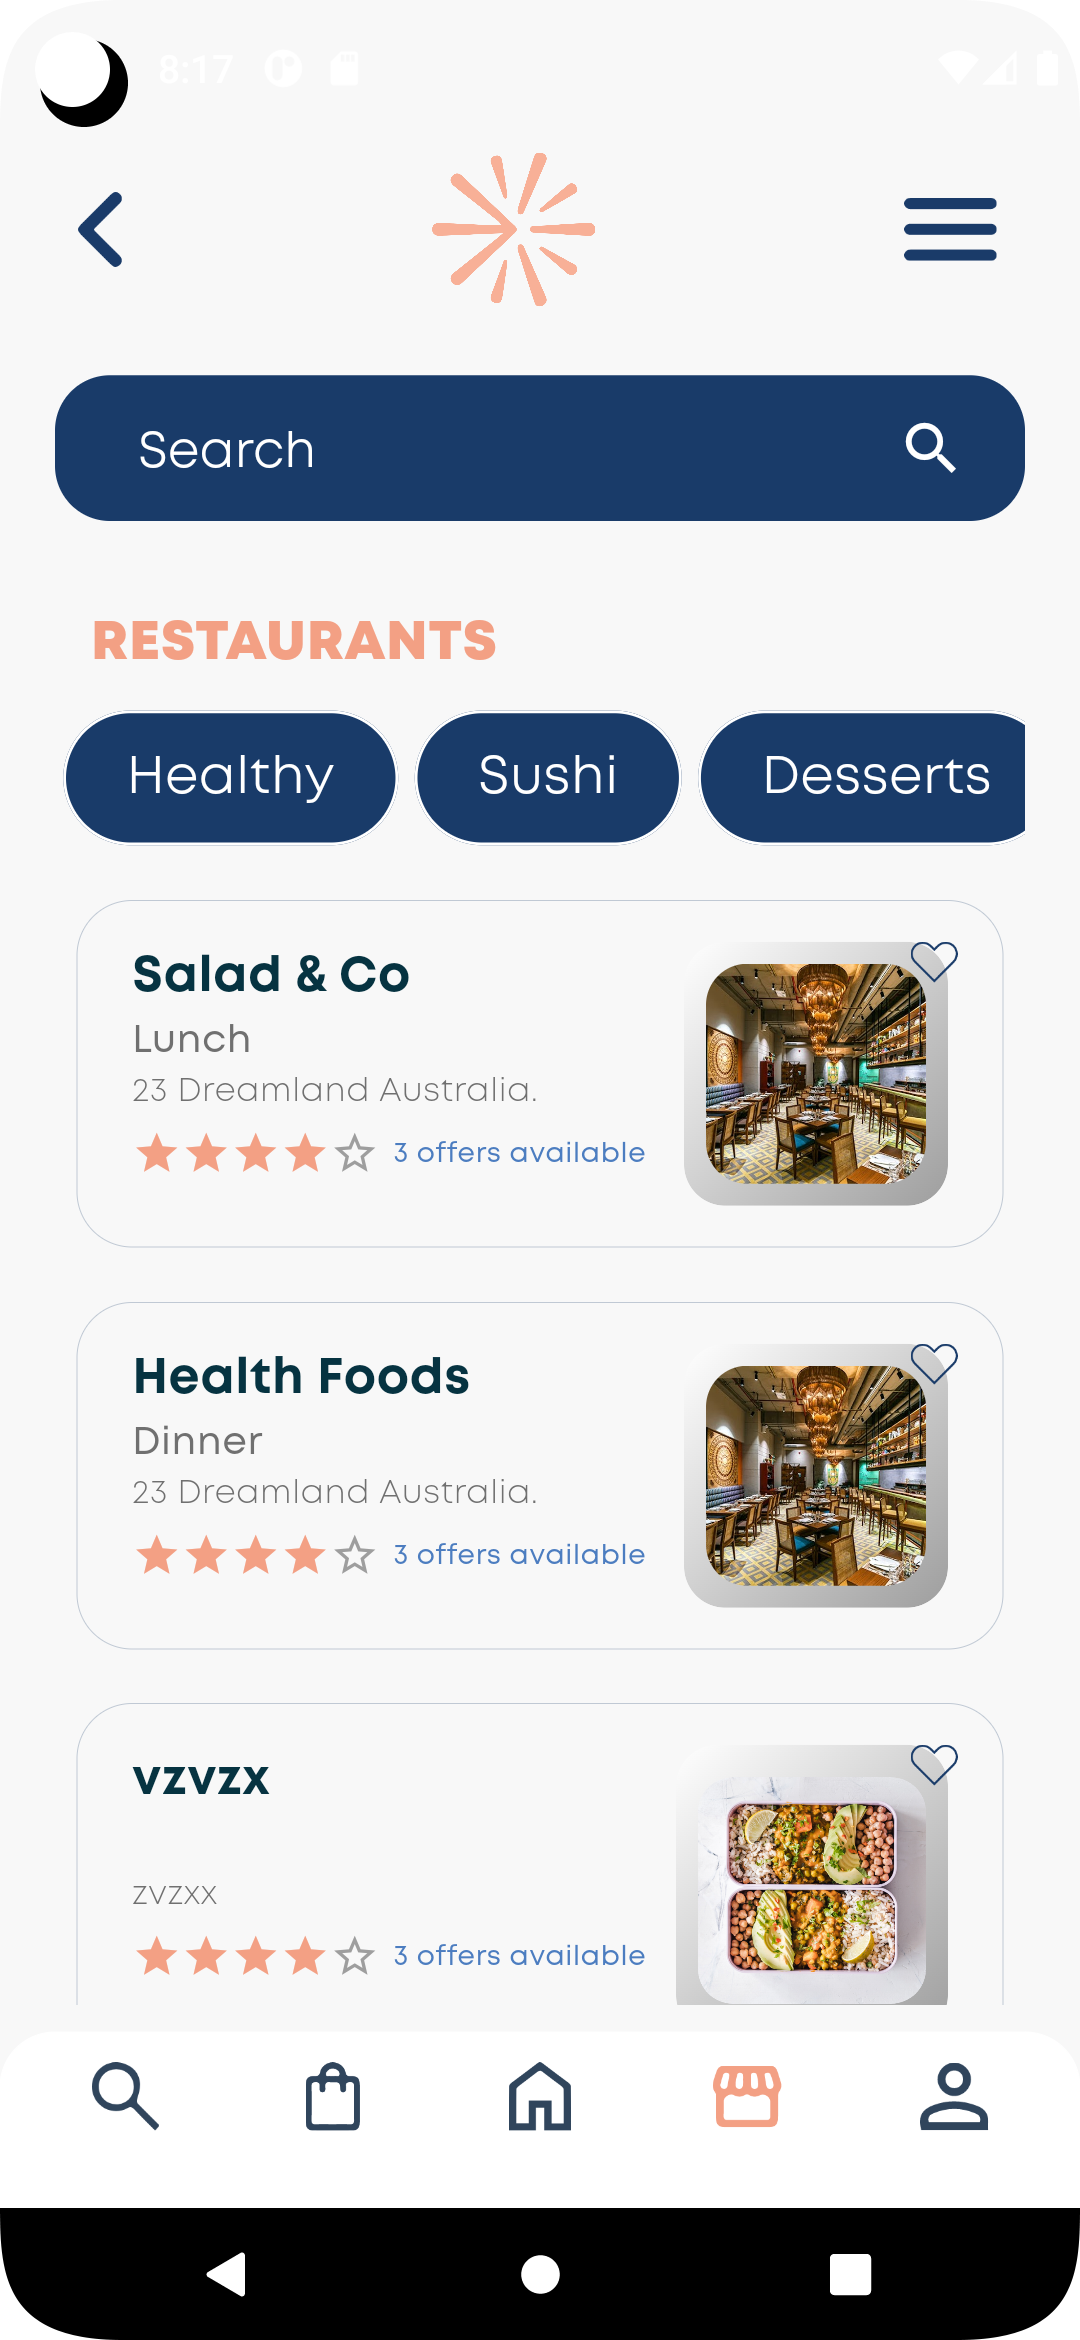 8:17
Search
RESTAURANTS
Healthy Sushi Desserts
Salad & Co
Lunch
23 Dreamland Australia.
3 offers available
Health Foods
Dinner
23 Dreamland Australia.
3 offers available
vzvzx
zvzxx
3 offers available